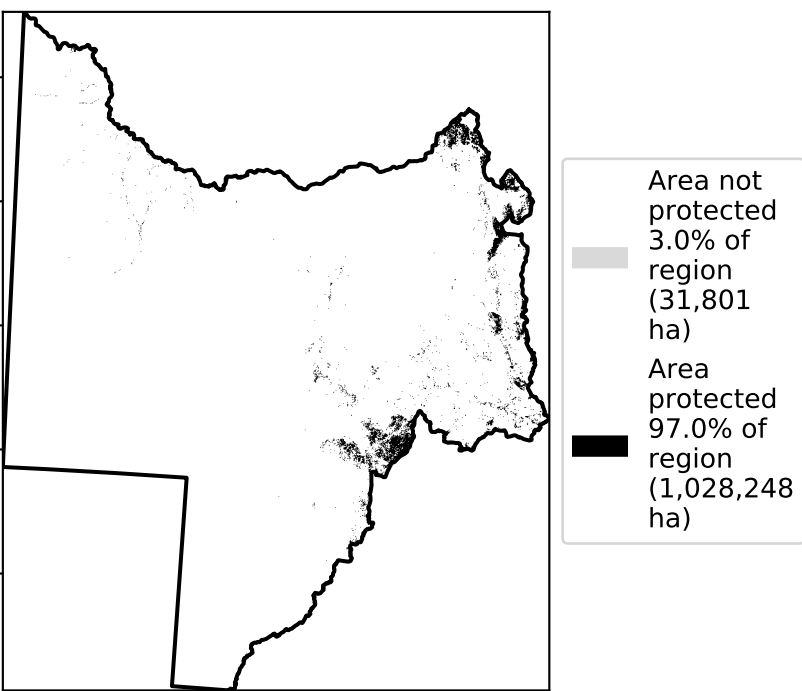 Area not
protected
3.0% of
region
(31,801
ha)
Area
protected
97.0% of
region
(1,028,248
ha)